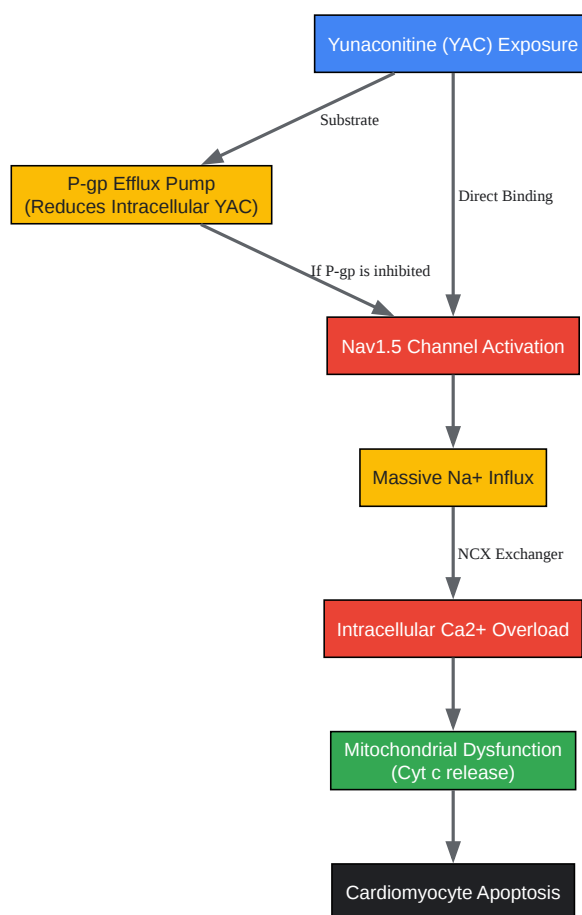 Yunaconitine (YAC) Exposure
Substrate
P-gp Efflux Pump
(Reduces Intracellular YAC)
Direct Binding
If P-gp is inhibited
Nav1.5 Channel Activation
Massive Na+ Influx
NCX Exchanger
Intracellular Ca2+ Overload
Mitochondrial Dysfunction
(Cyt c release)
Cardiomyocyte Apoptosis